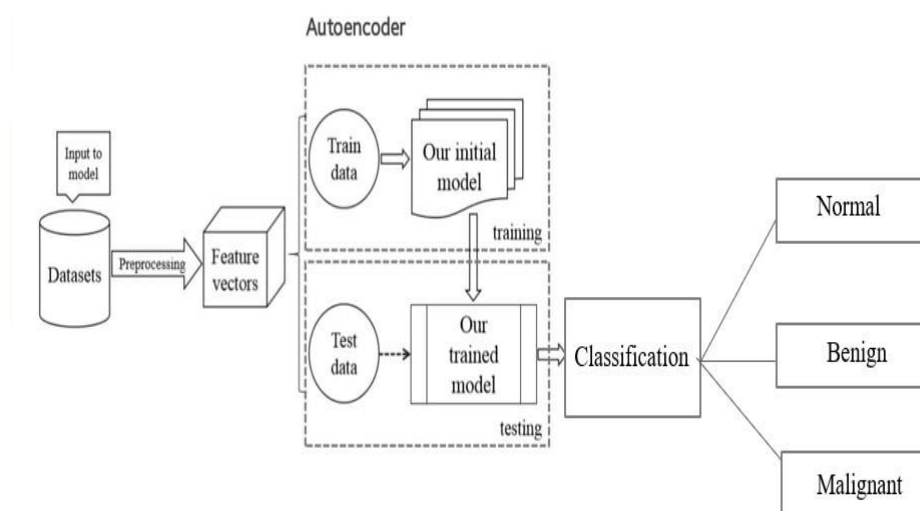 Autoencoder
Input to
model
Datasets
Preprocessing
Feature
vectors
Train
data
Our initial
model
training
Test
data
Our
trained
model
testing
Classification
Normal
Benign
Malignant